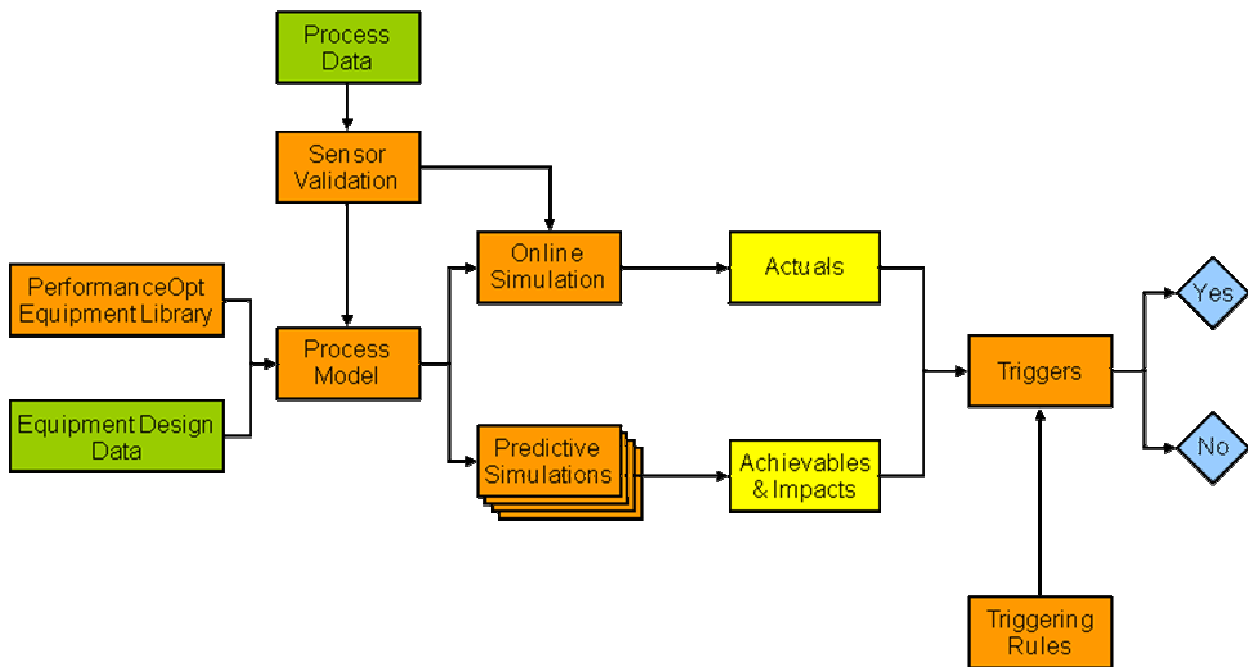 Process
Data
Sensor
Validation
Online
Simulation
Actuals
PerformanceOpt
Equipment Library
Process
Model
Triggers
Yes
No
Equipment Design
Data
Predictive
Simulations
Achievables
& Impacts
Triggering
Rules